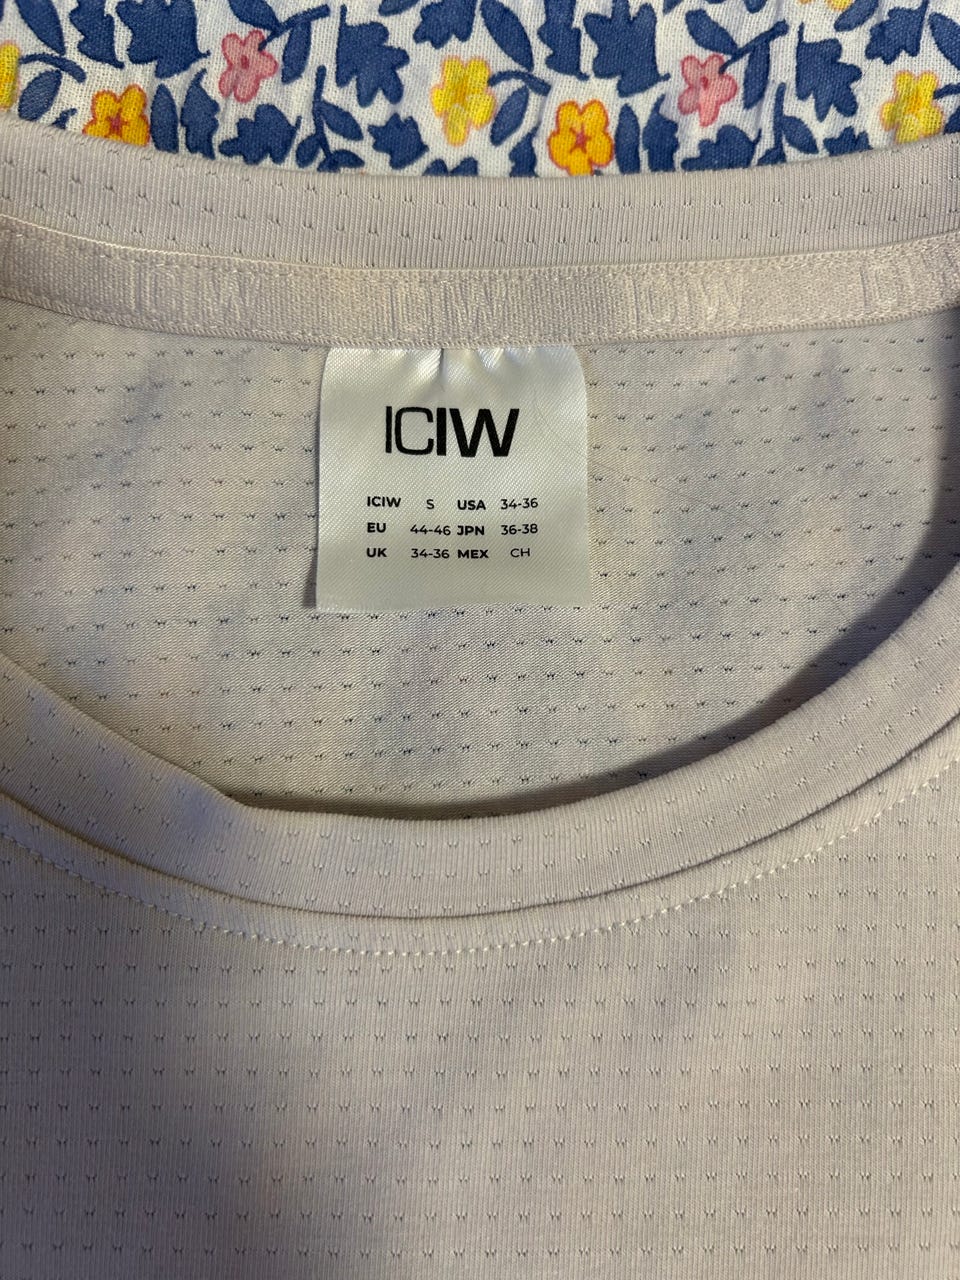 ICIW ICIW ICIW ICIW
ICIW
ICIW S USA 34-36
EU 44-46 JPN 36-38
UK 34-36 MEX CH